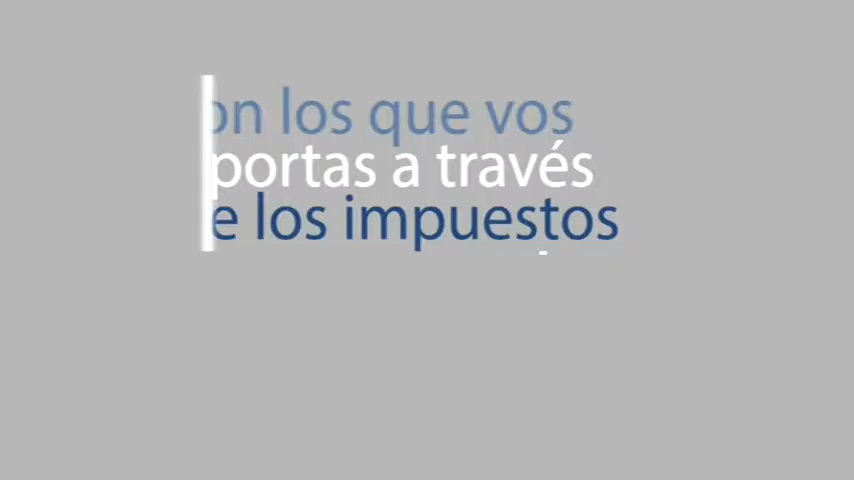 on los que vos
portas a través
e los impuestos